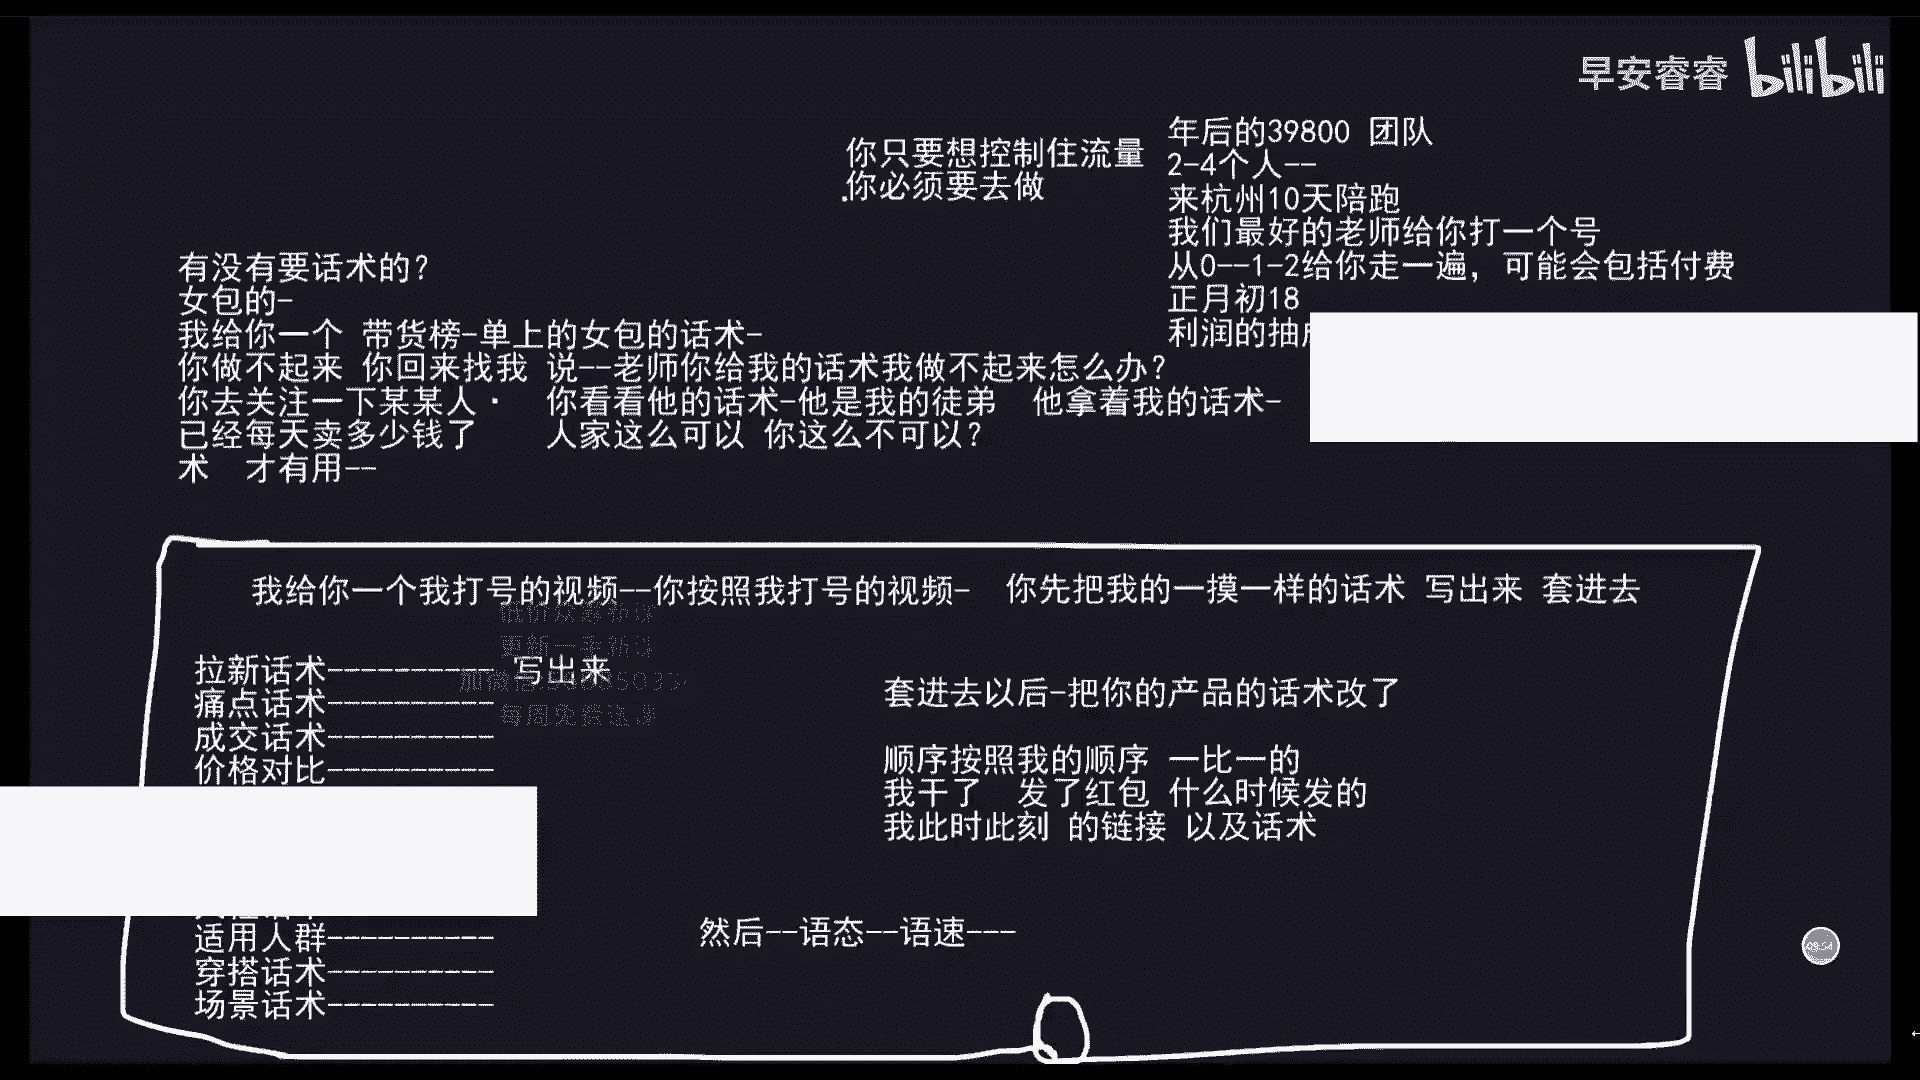 早安睿睿 bilibili
你只要想控制住流量
你必须要去做
年后的39800 团队
2-4个人--
来杭州10天陪跑
我们最好的老师给你打一个号
从0--1-2给你走一遍，可能会包括付费
正月初18
利润的抽
有没有要话术的？
女包的-
我给你一个 带货榜-单上的女包的话术-
你做不起来 你回来找我 说--老师你给我的话术我做不起来怎么办？
你去关注一下某某人· 你看看他的话术-他是我的徒弟 他拿着我的话术-
已经每天卖多少钱了 人家这么可以 你这么不可以？
术 才有用--
我给你一个我打号的视频--你按照我打号的视频- 你先把我的一摸一样的话术 写出来 套进去
拉新话术---------- 写出来
痛点话术----------
成交话术----------
价格对比----------
适用人群----------
穿搭话术----------
场景话术----------
套进去以后-把你的产品的话术改了
顺序按照我的顺序 一比一的
我干了 发了红包 什么时候发的
我此时此刻 的链接 以及话术
然后--语态--语速---
09:54